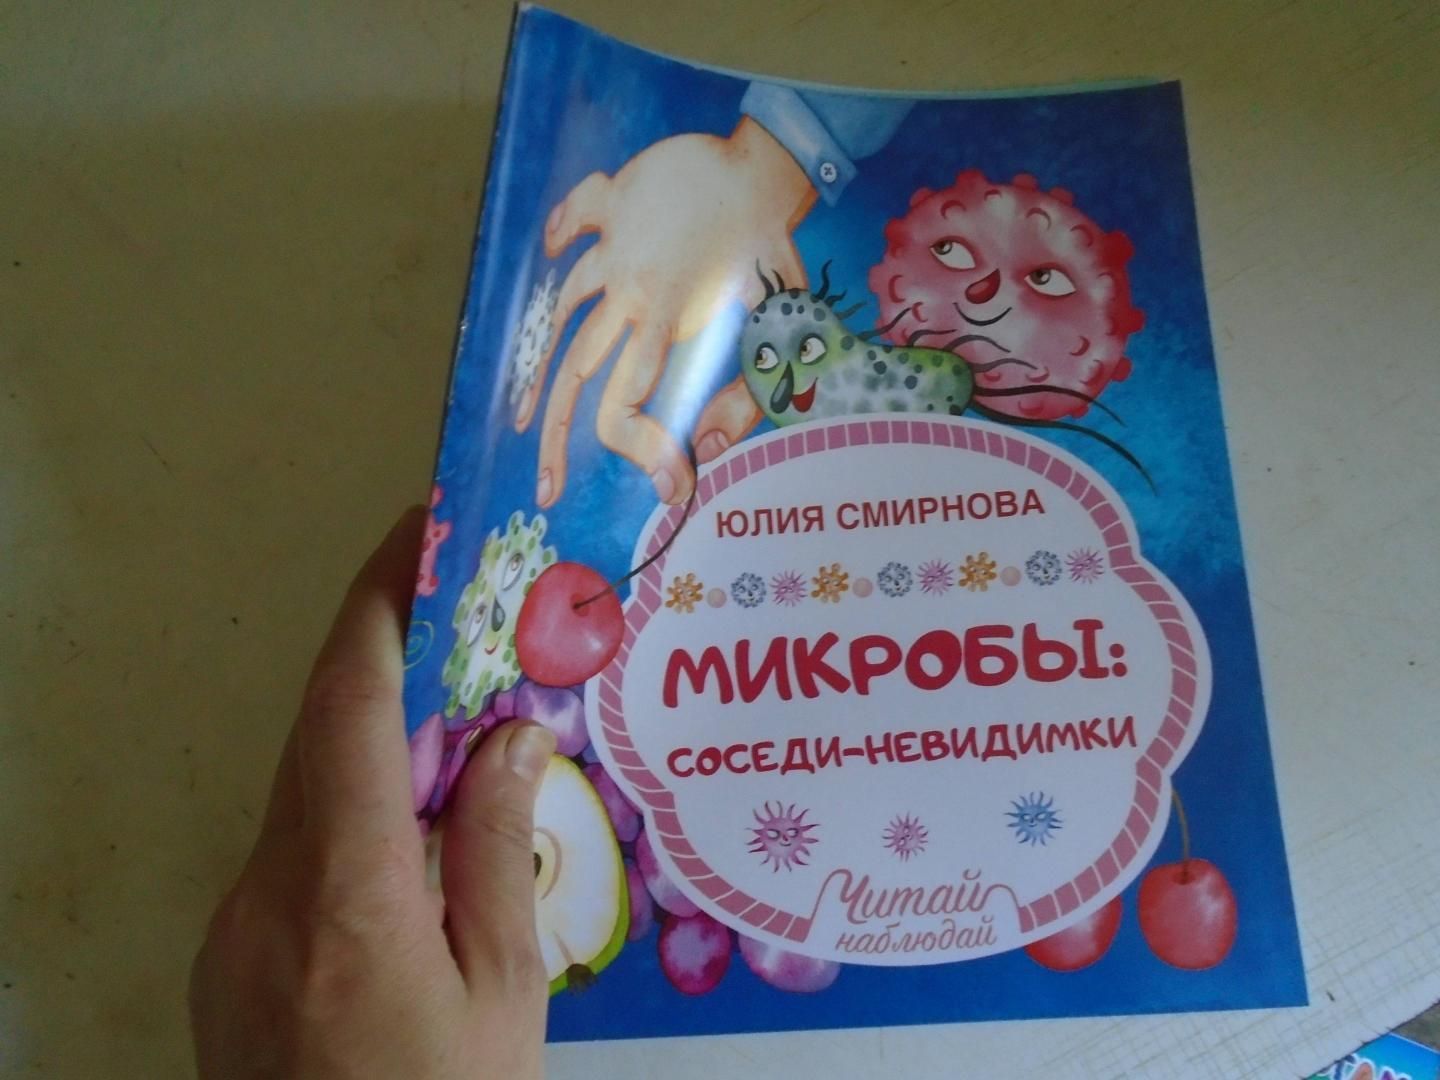 ЮЛИЯ СМИРНОВА
МИКРОБЫ:
СОСЕДИ-НЕВИДИМКИ
Читай
наблюдай